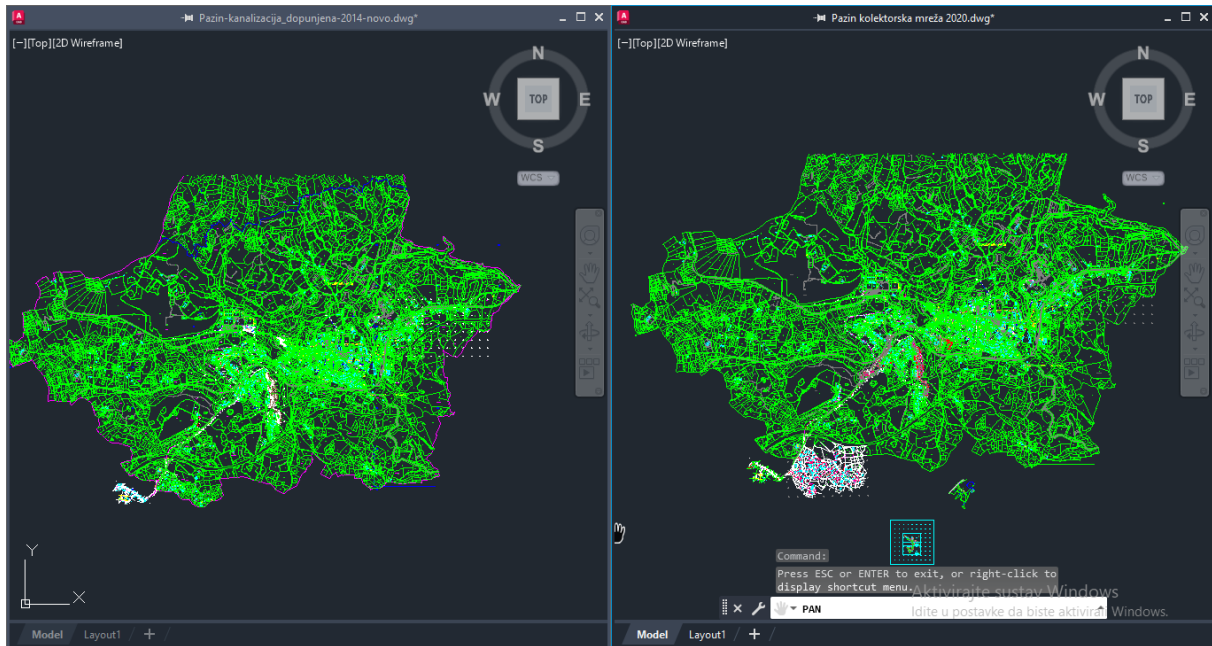 Pazin-kanalizacija_dopunjena-2014-novo.dwg*
[−][Top][2D Wireframe]
N
W
TOP
E
S
WCS
Y
X
Model
Layout1
Pazin kolektorska mreža 2020.dwg*
[−][Top][2D Wireframe]
N
W
TOP
E
S
WCS
Command:
Press ESC or ENTER to exit, or right-click to
display shortcut menu.
PAN
Aktivirajte sustav Windows
Idite u postavke da biste aktivirali Windows.
Model
Layout1